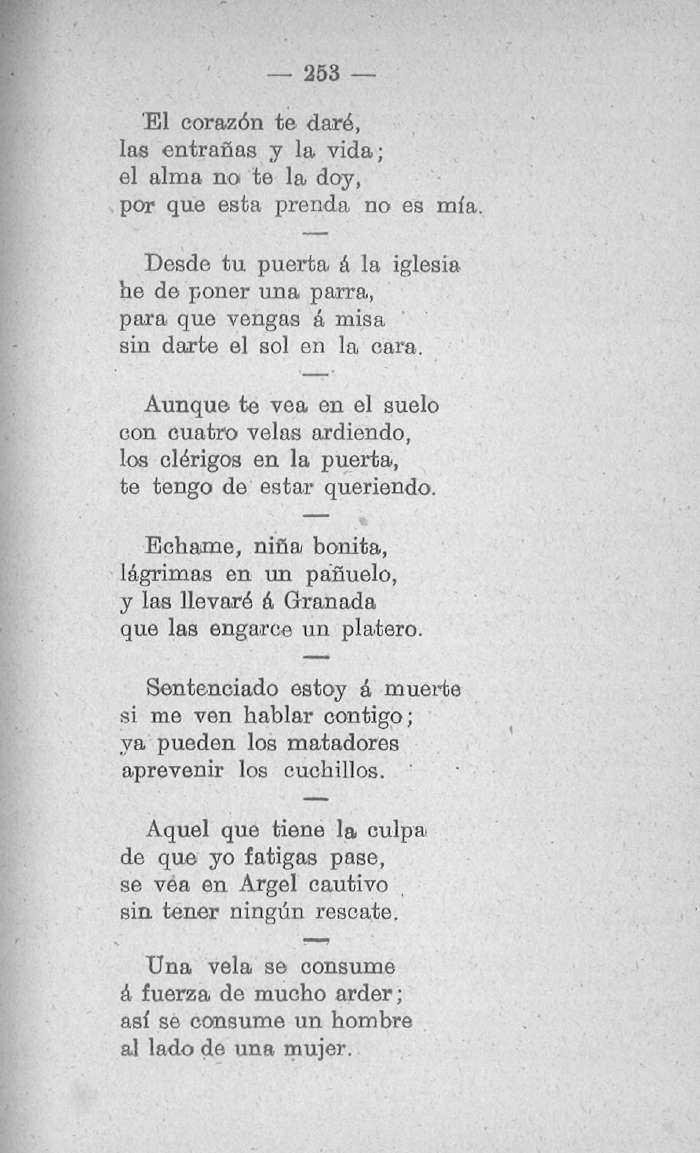 — 253 —
El corazón te daré,
las entrañas y la vida;
el alma no te la doy,
por que esta prenda no es mía.
Desde tu puerta á la iglesia
he de poner una parra,
para que vengas á misa
sin darte el sol en la cara.
Aunque te vea en el suelo
con cuatro velas ardiendo,
los clérigos en la puerta,
te tengo de estar queriendo.
Echame, niña bonita,
lágrimas en un pañuelo,
y las llevaré á Granada
que las engarce un platero.
Sentenciado estoy á muerte
si me ven hablar contigo;
ya pueden los matadores
aprevenir los cuchillos.
Aquel que tiene la culpa
de que yo fatigas pase,
se vea en Argel cautivo
sin tener ningún rescate.
Una vela se consume
á fuerza de mucho arder;
así se consume un hombre
al lado de una mujer.